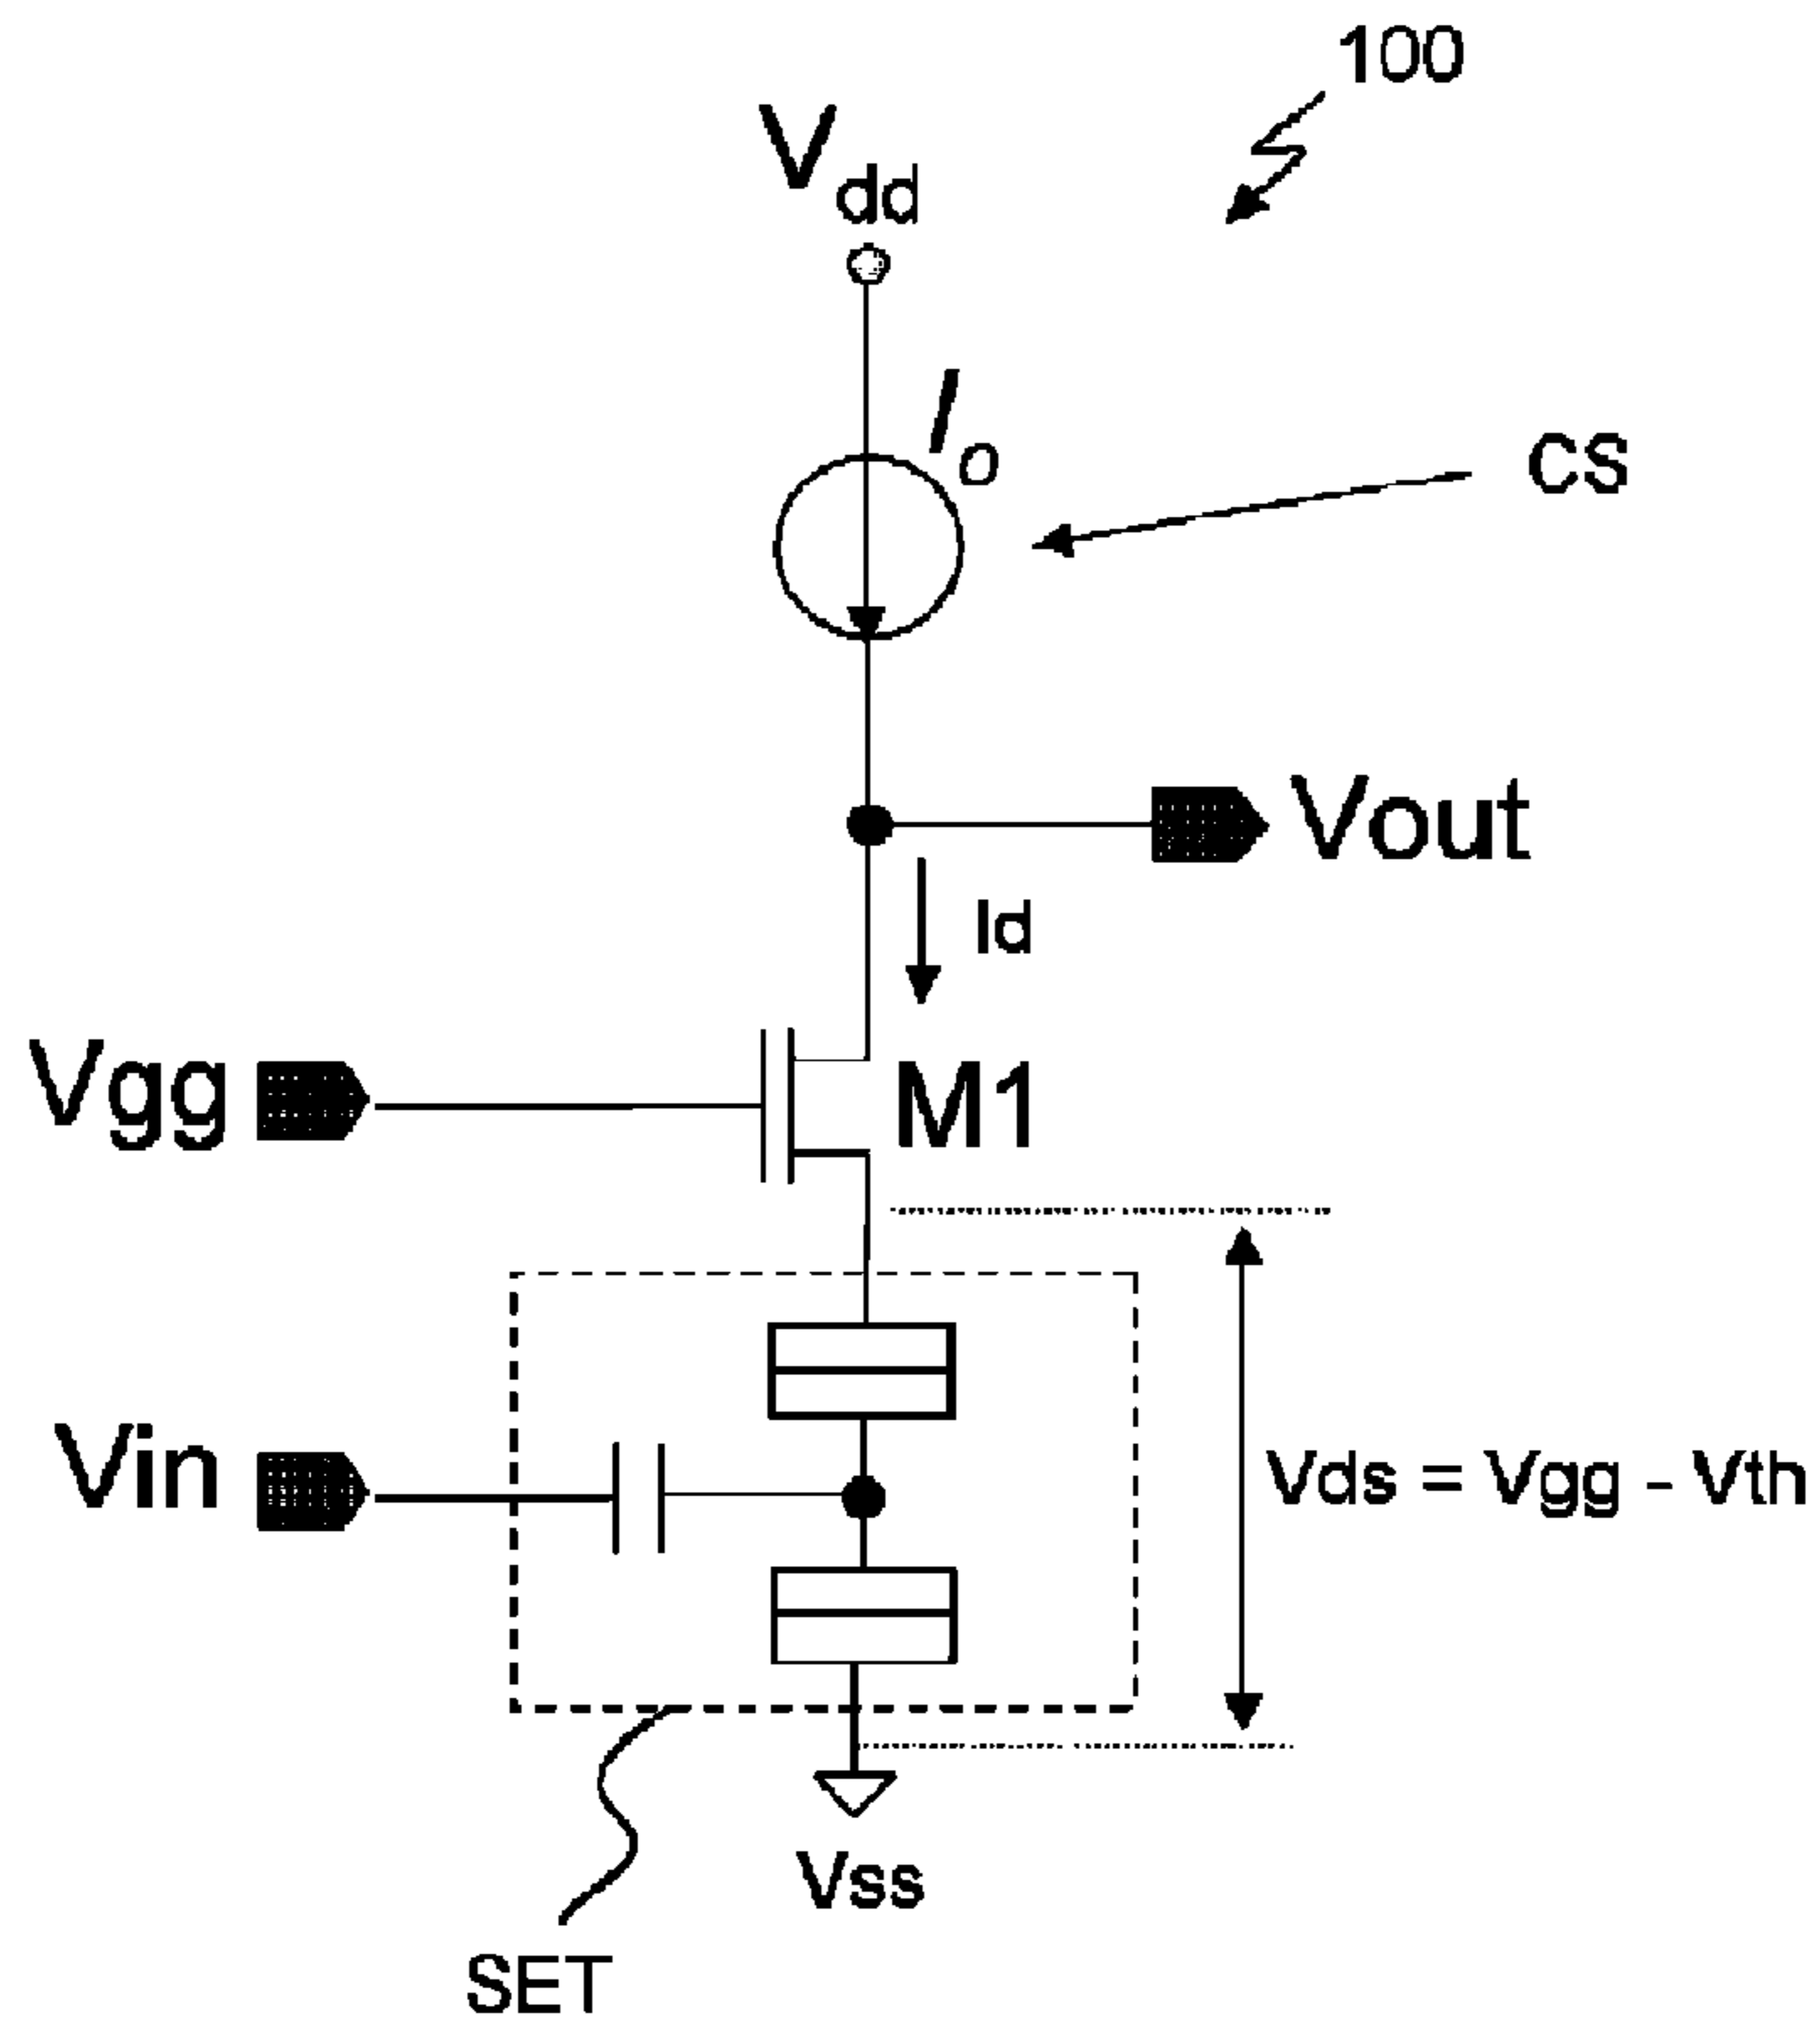 100
Vdd
Io
CS
Vout
Id
Vgg
M1
Vin
Vds = Vgg - Vth
Vss
SET